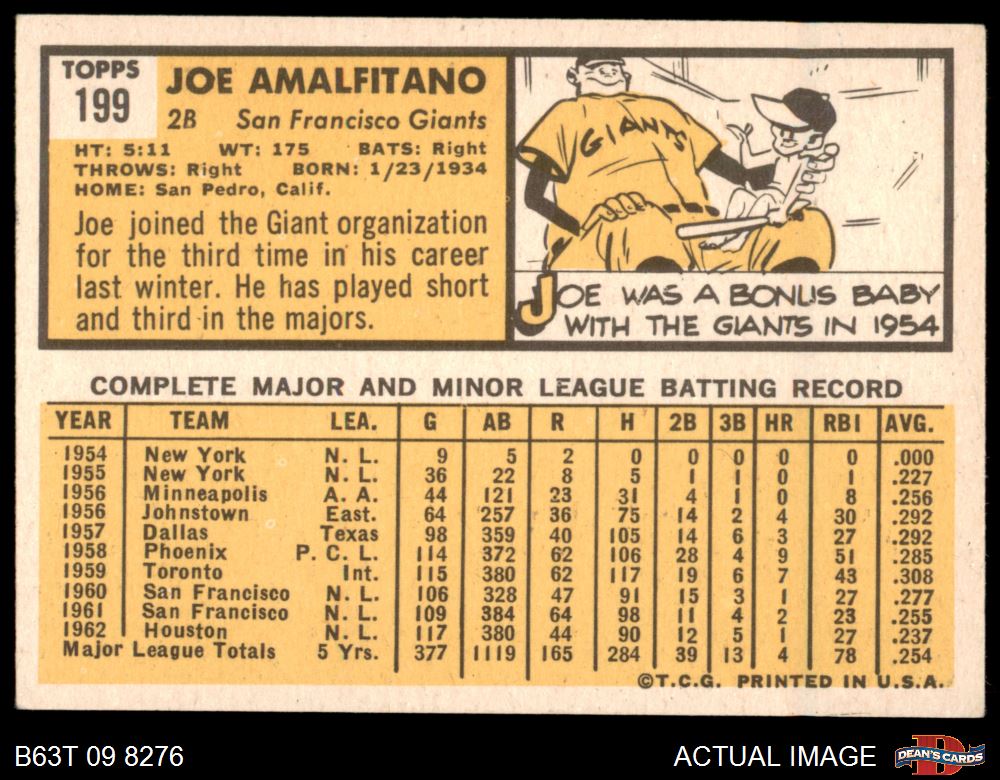 TOPPS
199
JOE AMALFITANO
2B San Francisco Giants
HT: 5:11 WT: 175 BATS: Right
THROWS: Right BORN: 1/23/1934
HOME: San Pedro, Calif.
Joe joined the Giant organization
for the third time in his career
last winter. He has played short
and third in the majors.
GIANTS
JOE WAS A BONUS BABY
WITH THE GIANTS IN 1954
COMPLETE MAJOR AND MINOR LEAGUE BATTING RECORD
YEAR TEAM LEA. G AB R H 2B 3B HR RBI AVG.
1954 New York N. L. 9 5 2 0 0 0 0 0 .000
1955 New York N. L. 36 22 8 5 1 1 0 1 .227
1956 Minneapolis A. A. 44 121 23 31 4 1 0 8 .256
1956 Johnstown East. 64 257 36 75 14 2 4 30 .292
1957 Dallas Texas 98 359 40 105 14 6 3 27 .292
1958 Phoenix P. C. L. 114 372 62 106 28 4 9 51 .285
1959 Toronto Int. 115 380 62 117 19 6 7 43 .308
1960 San Francisco N. L. 106 328 47 91 15 3 1 27 .277
1961 San Francisco N. L. 109 384 64 98 11 4 2 23 .255
1962 Houston N. L. 117 380 44 90 12 5 1 27 .237
Major League Totals 5 Yrs. 377 1119 165 284 39 13 4 78 .254
©T.C.G. PRINTED IN U.S.A.
B63T 09 8276
ACTUAL IMAGE
D
DEAN'S CARDS